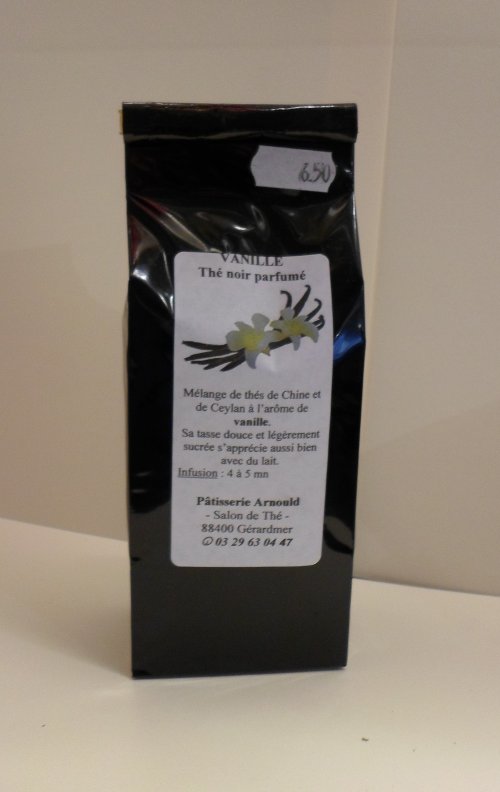 6.50
VANILLE
Thé noir parfumé
Mélange de thés de Chine et
de Ceylan à l'arôme de
vanille.
Sa tasse douce et légèrement
sucrée s'apprécie aussi bien
avec du lait.
Infusion : 4 à 5 mn
Pâtisserie Arnould
- Salon de Thé -
88400 Gérardmer
✆ 03 29 63 04 47